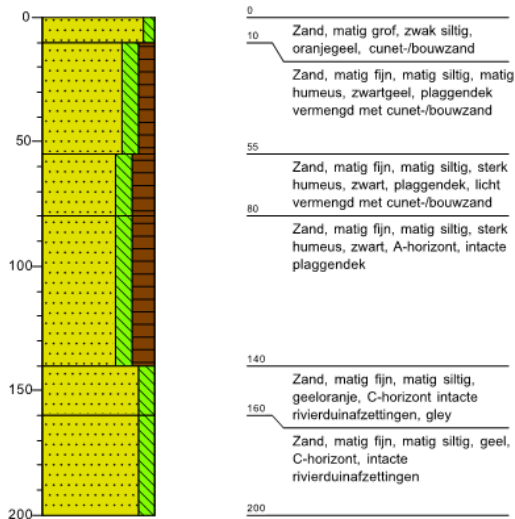 0
50
100
150
200
0
Zand, matig grof, zwak siltig,
oranjegeel, cunet-/bouwzand
10
Zand, matig fijn, matig siltig, matig
humeus, zwartgeel, plaggendek
vermengd met cunet-/bouwzand
55
Zand, matig fijn, matig siltig, sterk
humeus, zwart, plaggendek, licht
vermengd met cunet-/bouwzand
80
Zand, matig fijn, matig siltig, sterk
humeus, zwart, A-horizont, intacte
plaggendek
140
Zand, matig fijn, matig siltig,
geeloranje, C-horizont intacte
rivierduinafzettingen, gley
160
Zand, matig fijn, matig siltig, geel,
C-horizont, intacte
rivierduinafzettingen
200